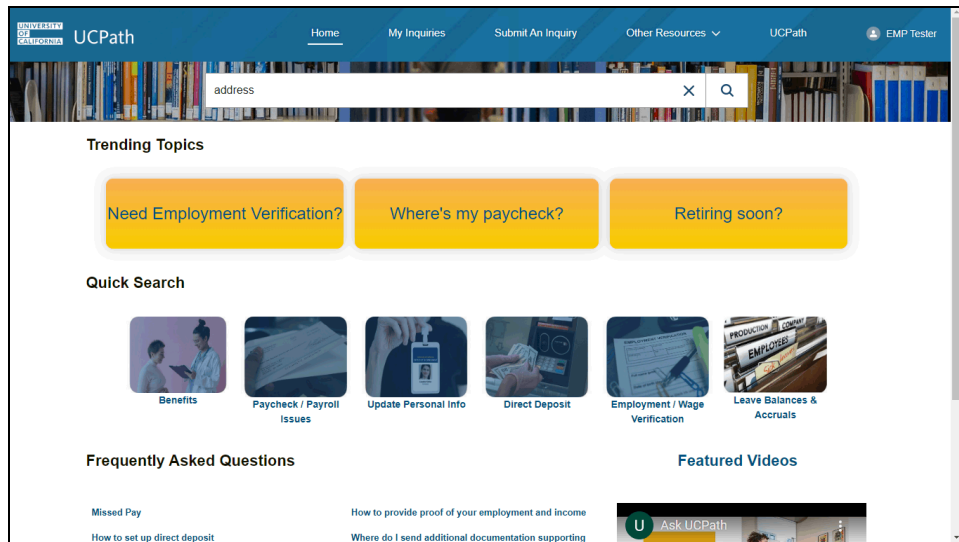 UNIVERSITY
OF
CALIFORNIA
UCPath
Home
My Inquiries
Submit An Inquiry
Other Resources
UCPath
EMP Tester
address
Trending Topics
Need Employment Verification?
Where's my paycheck?
Retiring soon?
Quick Search
PRODUCTION
COMPANY
EMPLOYEES
Benefits
Paycheck / Payroll
Issues
Update Personal Info
Direct Deposit
Employment / Wage
Verification
Leave Balances &
Accruals
Frequently Asked Questions
Featured Videos
Missed Pay
How to provide proof of your employment and income
How to set up direct deposit
Where do I send additional documentation supporting
U
Ask UCPath